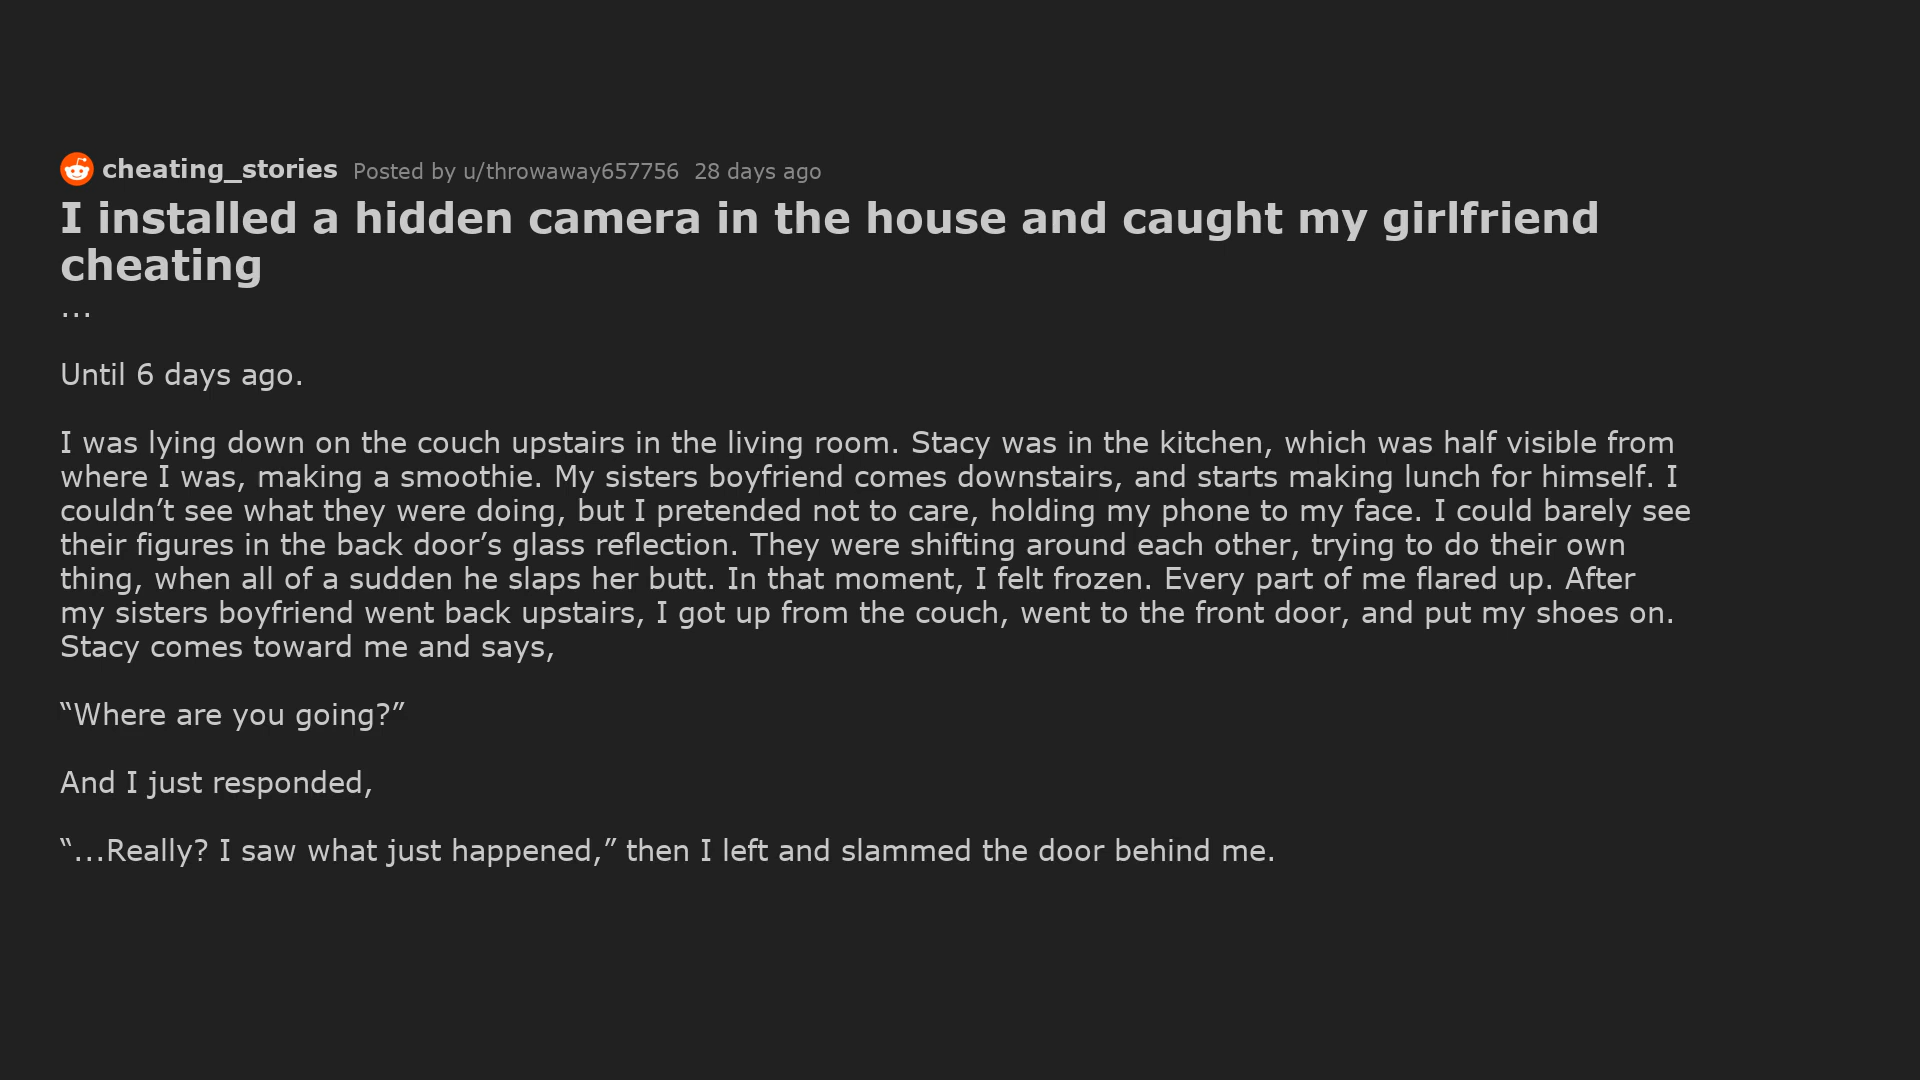 cheating_stories Posted by u/throwaway657756 28 days ago
I installed a hidden camera in the house and caught my girlfriend
cheating
...
Until 6 days ago.
I was lying down on the couch upstairs in the living room. Stacy was in the kitchen, which was half visible from
where I was, making a smoothie. My sisters boyfriend comes downstairs, and starts making lunch for himself. I
couldn’t see what they were doing, but I pretended not to care, holding my phone to my face. I could barely see
their figures in the back door’s glass reflection. They were shifting around each other, trying to do their own
thing, when all of a sudden he slaps her butt. In that moment, I felt frozen. Every part of me flared up. After
my sisters boyfriend went back upstairs, I got up from the couch, went to the front door, and put my shoes on.
Stacy comes toward me and says,
“Where are you going?”
And I just responded,
“...Really? I saw what just happened,” then I left and slammed the door behind me.